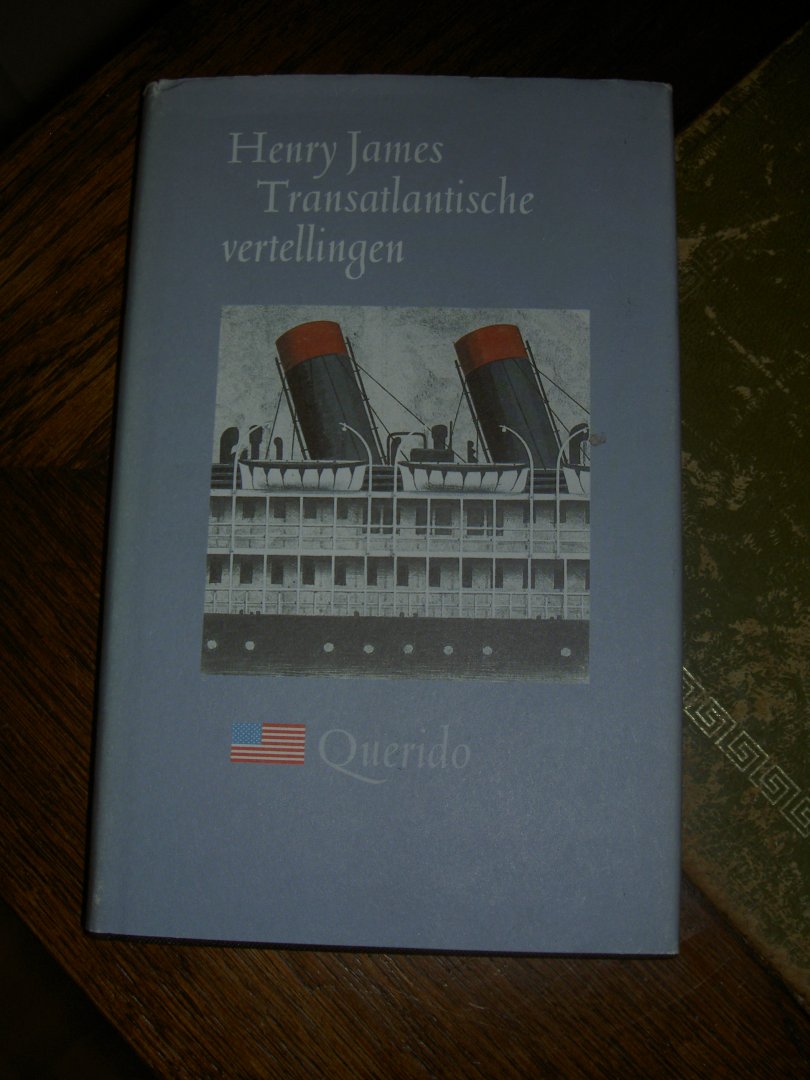 Henry James
Transatlantische
vertellingen
Querido